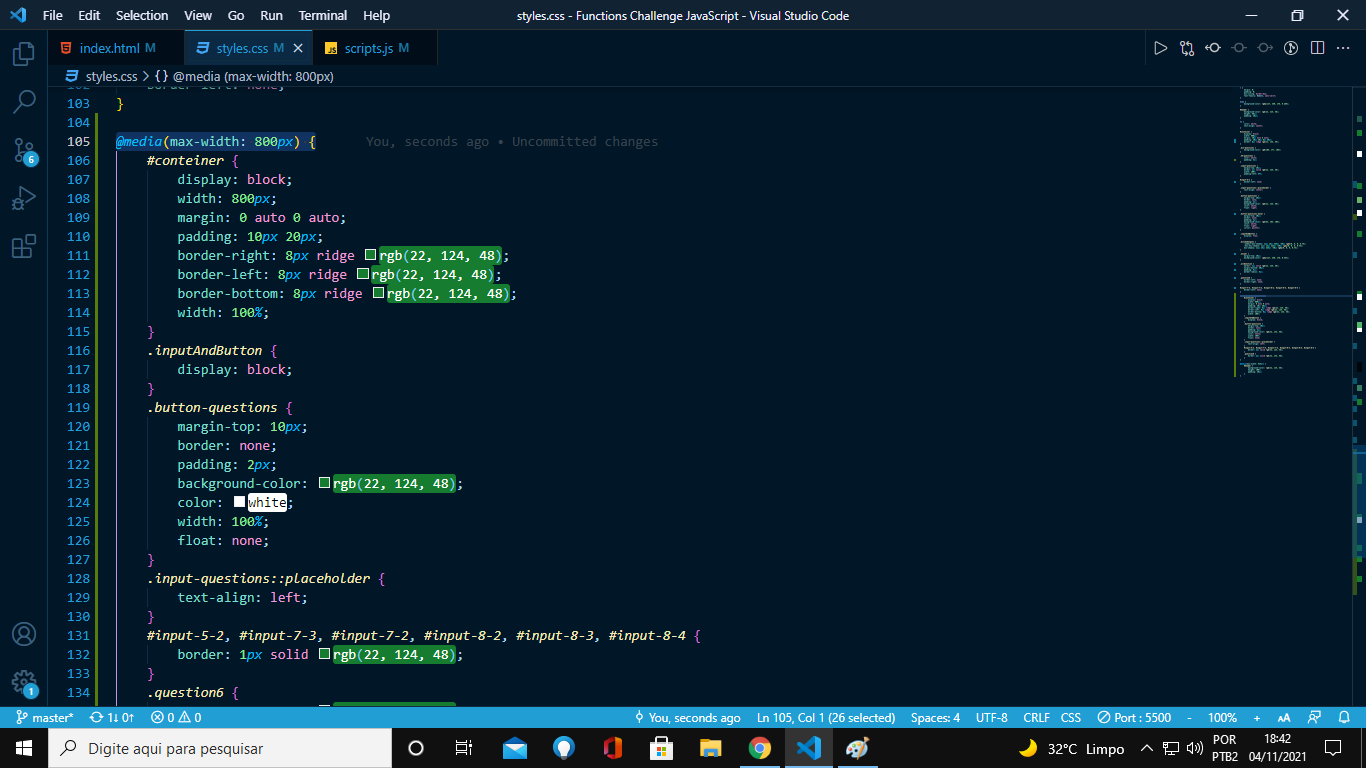 File Edit Selection View Go Run Terminal Help styles.css - Functions Challenge JavaScript - Visual Studio Code
index.html M styles.css M scripts.js M
styles.css > {} @media (max-width: 800px)
102 border-left: none;
103 }
104
105 @media(max-width: 800px) { You, seconds ago • Uncommitted changes
106 #conteiner {
107 display: block;
108 width: 800px;
109 margin: 0 auto 0 auto;
110 padding: 10px 20px;
111 border-right: 8px ridge rgb(22, 124, 48);
112 border-left: 8px ridge rgb(22, 124, 48);
113 border-bottom: 8px ridge rgb(22, 124, 48);
114 width: 100%;
115 }
116 .inputAndButton {
117 display: block;
118 }
119 .button-questions {
120 margin-top: 10px;
121 border: none;
122 padding: 2px;
123 background-color: rgb(22, 124, 48);
124 color: white;
125 width: 100%;
126 float: none;
127 }
128 .input-questions::placeholder {
129 text-align: left;
130 }
131 #input-5-2, #input-7-3, #input-7-2, #input-8-2, #input-8-3, #input-8-4 {
132 border: 1px solid rgb(22, 124, 48);
133 }
134 .question6 {
6
1
master* 1↓ 0↑ 0 0 You, seconds ago Ln 105, Col 1 (26 selected) Spaces: 4 UTF-8 CRLF CSS Port : 5500 - 100% + AA
Digite aqui para pesquisar 32°C Limpo POR PTB2 18:42 04/11/2021